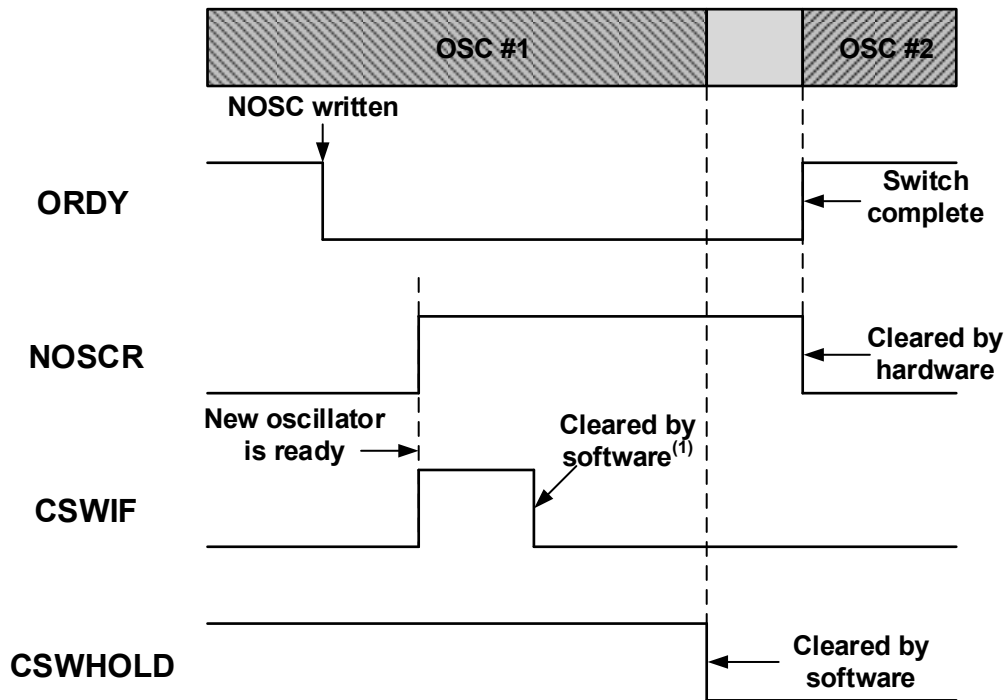 OSC #1
OSC #2
NOSC written
ORDY
Switch
complete
NOSCR
Cleared by
hardware
New oscillator
is ready
Cleared by
software(1)
CSWIF
CSWHOLD
Cleared by
software